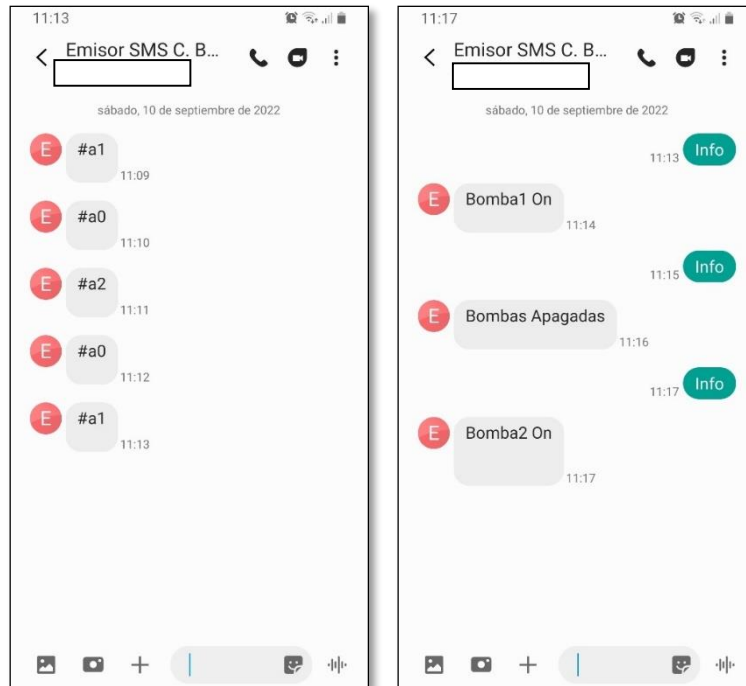 11:13
Emisor SMS C. B...
sábado, 10 de septiembre de 2022
E
#a1
11:09
E
#a0
11:10
E
#a2
11:11
E
#a0
11:12
E
#a1
11:13
11:17
Emisor SMS C. B...
sábado, 10 de septiembre de 2022
11:13 Info
E
Bomba1 On
11:14
11:15 Info
E
Bombas Apagadas
11:16
11:17 Info
E
Bomba2 On
11:17